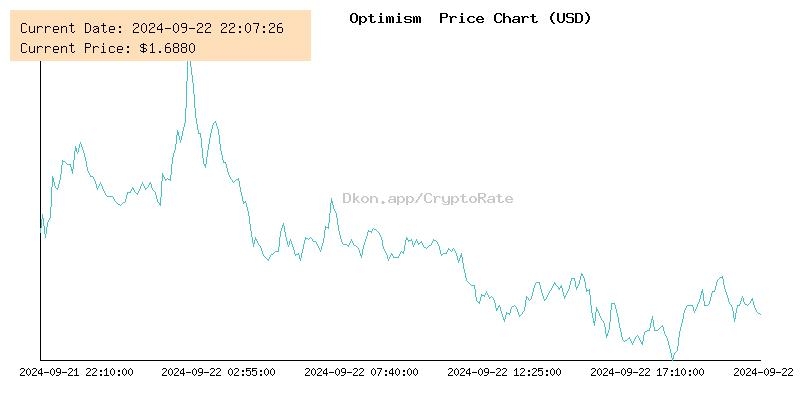 Optimism  Price Chart (USD)
Current Date: 2024-09-22 22:07:26
Current Price: $1.6880
Dkon.app/CryptoRate
2024-09-21 22:10:00 2024-09-22 02:55:00 2024-09-22 07:40:00 2024-09-22 12:25:00 2024-09-22 17:10:00 2024-09-22